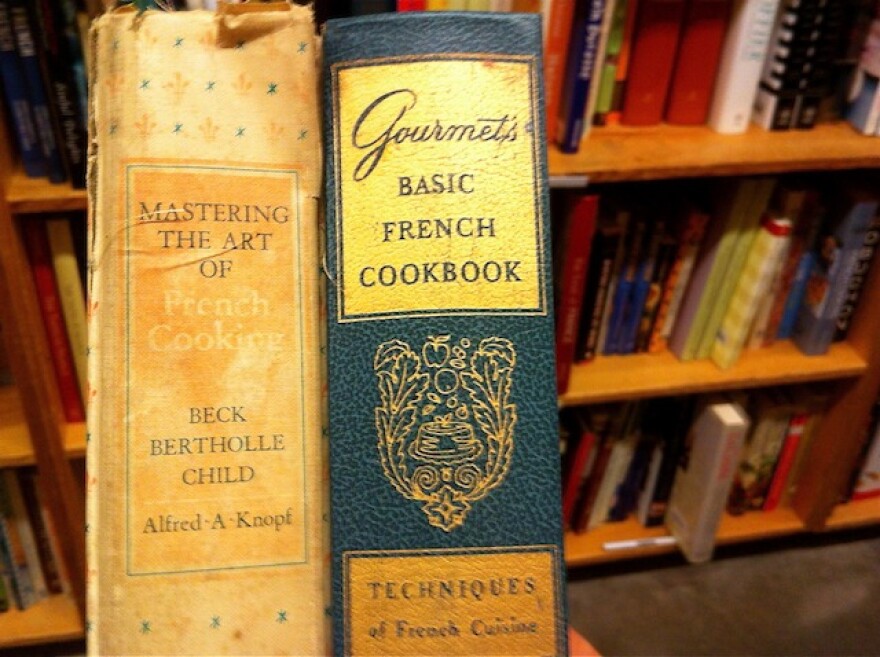 MASTERING
THE ART
OF
French
Cooking
BECK
BERTHOLLE
CHILD
Alfred·A·Knopf
Gourmet's
BASIC
FRENCH
COOKBOOK
TECHNIQUES
of French Cuisine